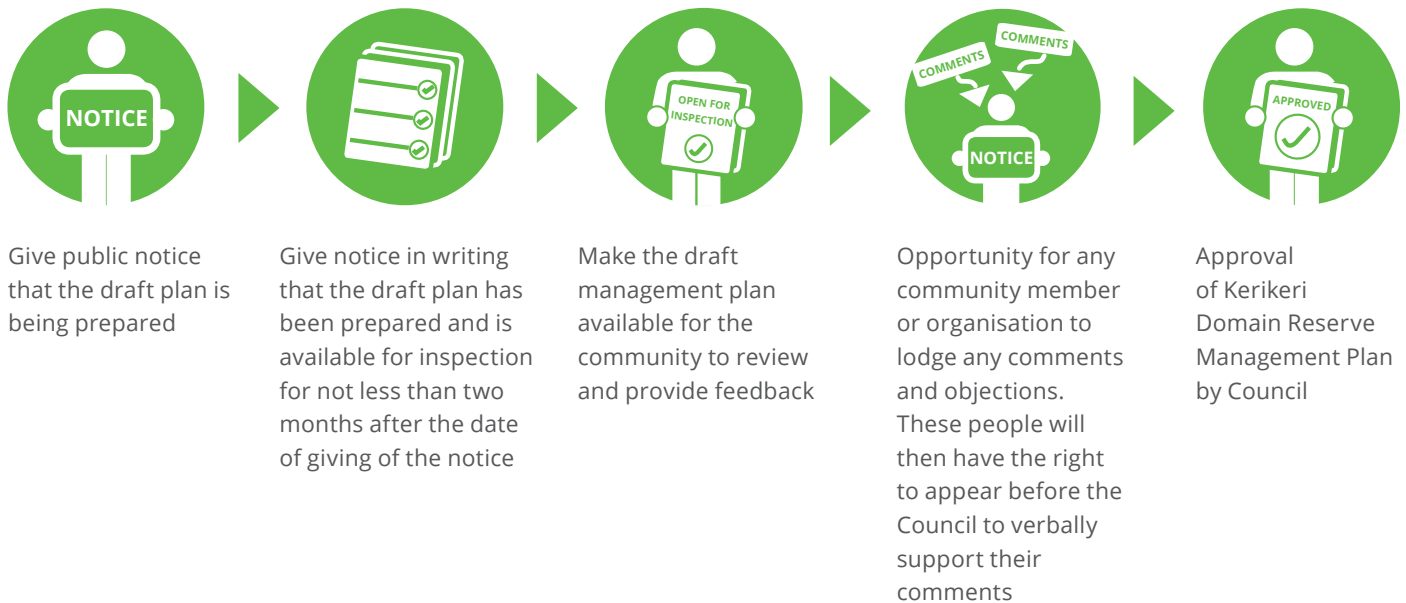 NOTICE
OPEN FOR
INSPECTION
COMMENTS
COMMENTS
NOTICE
APPROVED
Give public notice
that the draft plan is
being prepared
Give notice in writing
that the draft plan has
been prepared and is
available for inspection
for not less than two
months after the date
of giving of the notice
Make the draft
management plan
available for the
community to review
and provide feedback
Opportunity for any
community member
or organisation to
lodge any comments
and objections.
These people will
then have the right
to appear before the
Council to verbally
support their
comments
Approval
of Kerikeri
Domain Reserve
Management Plan
by Council